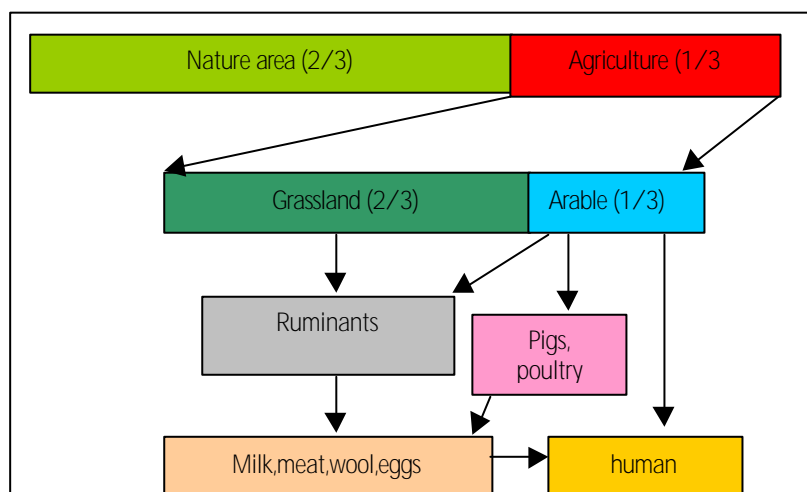 Nature area (2/3)
Agriculture (1/3
Grassland (2/3)
Arable (1/3)
Ruminants
Pigs,
poultry
Milk,meat,wool,eggs
human